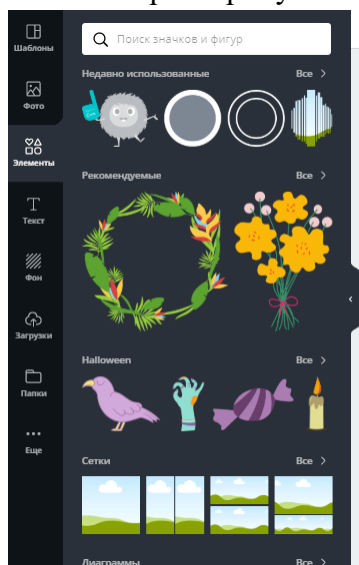 Поиск значков и фигур
Шаблоны
Недавно использованные Все
Фото
Элементы
Рекомендуемые Все
Текст
Фон
Загрузки
Halloween Все
Папки
Еще
Сетки Все
Диаграммы Все